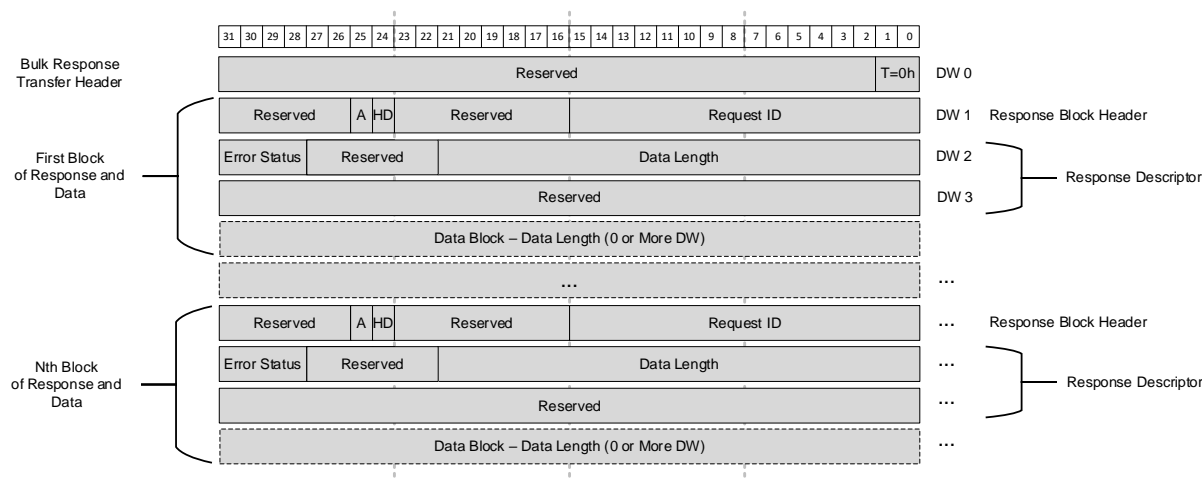 31 30 29 28 27 26 25 24 23 22 21 20 19 18 17 16 15 14 13 12 11 10 9 8 7 6 5 4 3 2 1 0
Bulk Response
Transfer Header
Reserved T=0h DW 0
Reserved A HD Reserved Request ID DW 1 Response Block Header
First Block
of Response and
Data
Error Status Reserved Data Length DW 2
Response Descriptor
Reserved DW 3
Data Block – Data Length (0 or More DW)
... ...
Reserved A HD Reserved Request ID ... Response Block Header
Nth Block
of Response and
Data
Error Status Reserved Data Length ...
Response Descriptor
Reserved ...
Data Block – Data Length (0 or More DW) ...